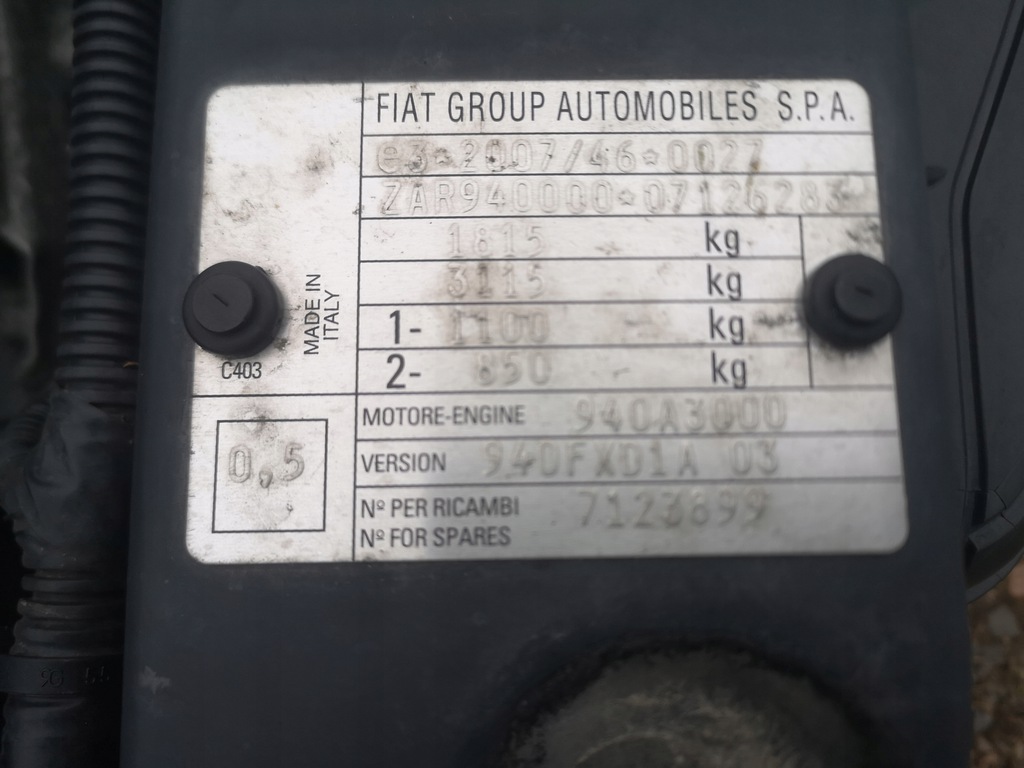 FIAT GROUP AUTOMOBILES S.P.A.
e3*2007/46*0027
ZAR940000*07126283
1815 kg
3115 kg
1- 1100 kg
2- 850 kg
MADE IN
ITALY
C403
0,5
MOTORE-ENGINE 940A3000
VERSION 940FXD1A 03
Nº PER RICAMBI 7123899
Nº FOR SPARES